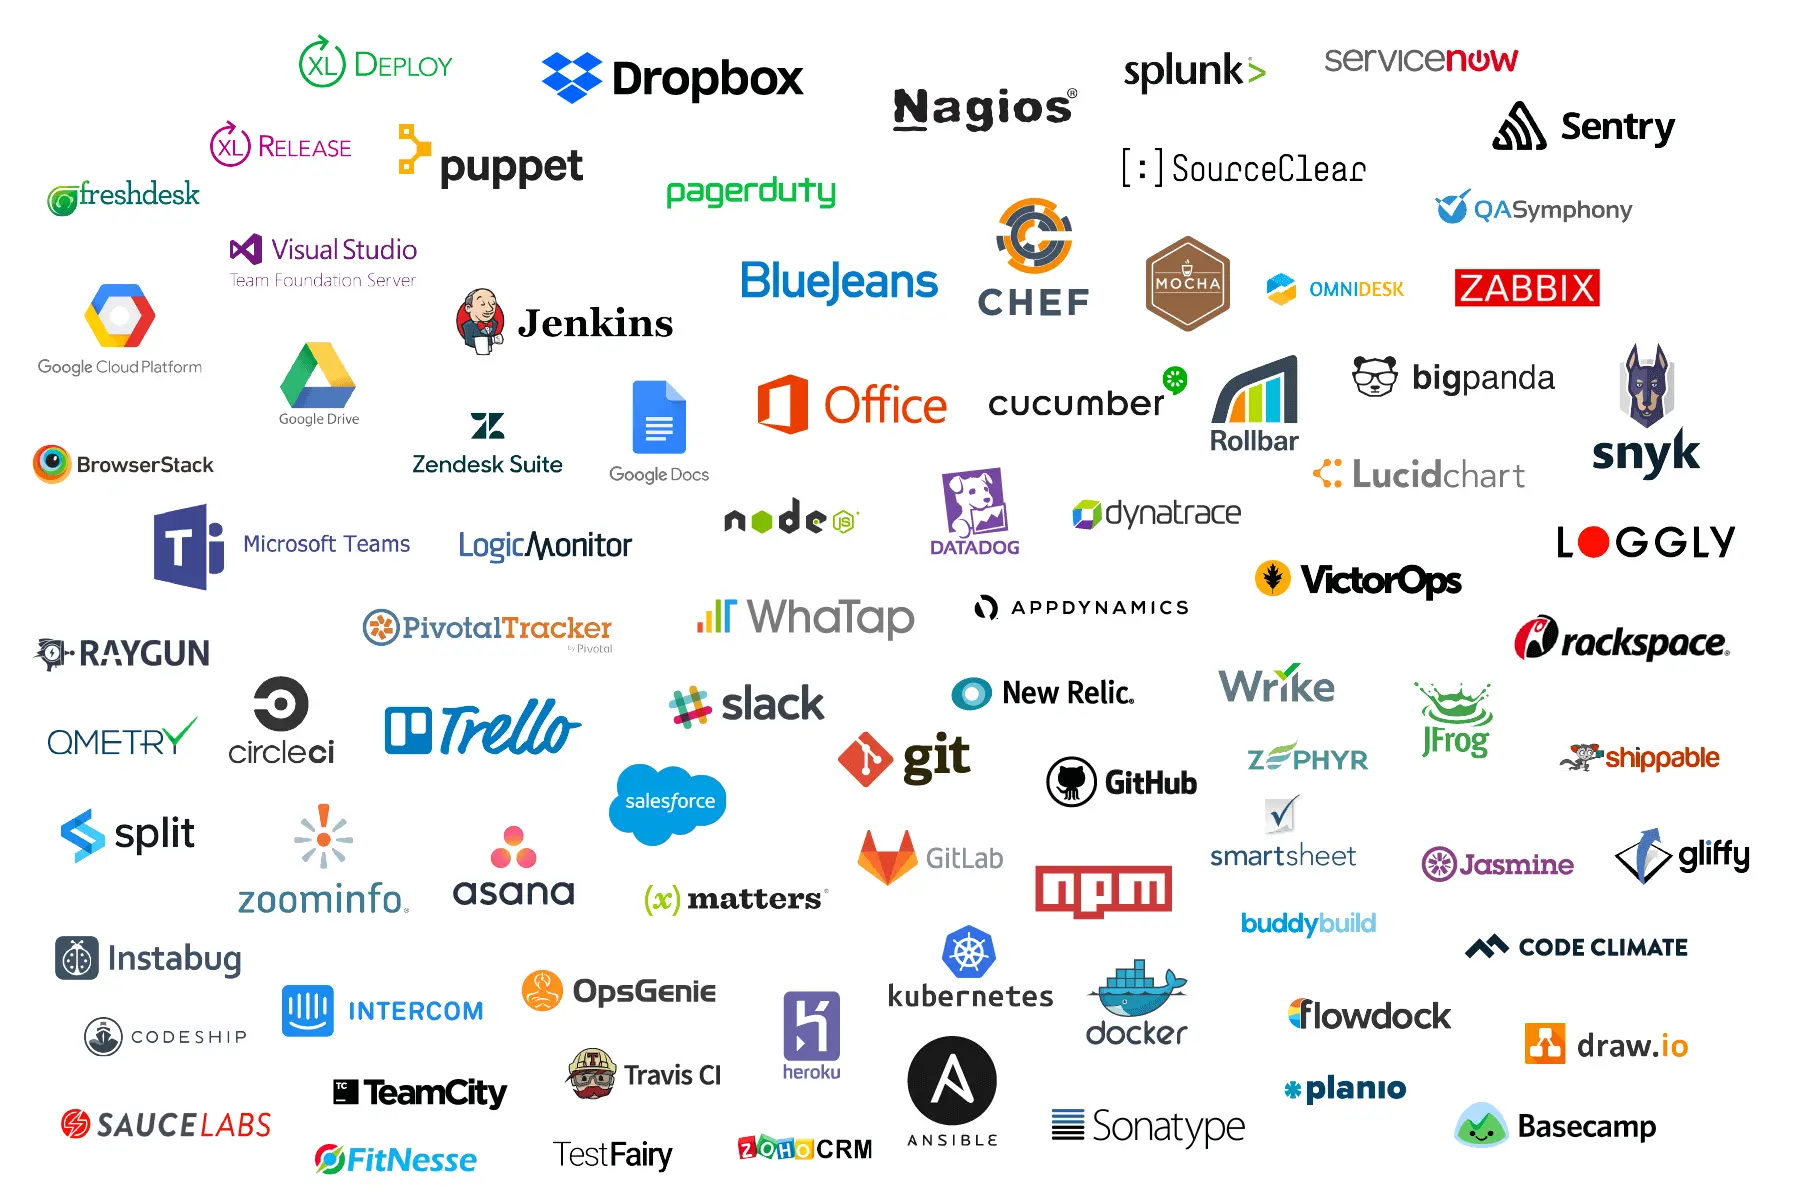 XL DEPLOY
Dropbox
Nagios®
splunk>
servicenow
Sentry
XL RELEASE
puppet
[:]SourceClear
freshdesk
pagerduty
QASymphony
Visual Studio
Team Foundation Server
BlueJeans
CHEF
MOCHA
OMNIDESK
ZABBIX
Google Cloud Platform
Jenkins
Google Drive
Office
cucumber
Rollbar
bigpanda
snyk
BrowserStack
Zendesk Suite
Google Docs
Lucidchart
T
Microsoft Teams
LogicMonitor
node
JS
DATADOG
dynatrace
LOGGLY
VictorOps
RAYGUN
PivotalTracker
by Pivotal
WhaTap
APPDYNAMICS
rackspace®
QMETRY
circleci
Trello
slack
New Relic®
Wrike
JFrog
git
GitHub
ZEPHYR
shippable
split
zoominfo®
asana
salesforce
(x)matters®
GitLab
npm
smartsheet
Jasmine
gliffy
buddybuild
CODE CLIMATE
Instabug
INTERCOM
OpsGenie
heroku
kubernetes
docker
flowdock
draw.io
CODESHIP
TC
TeamCity
T
Travis CI
ANSIBLE
planio
SAUCELABS
FitNesse
TestFairy
ZOHO CRM
Sonatype
Basecamp